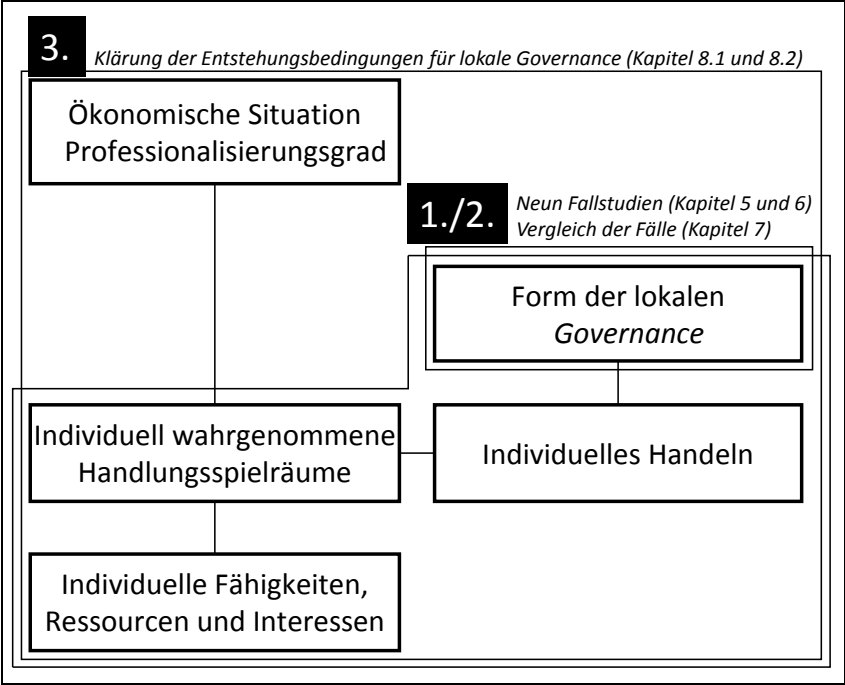 3.
Klärung der Entstehungsbedingungen für lokale Governance (Kapitel 8.1 und 8.2)
Ökonomische Situation
Professionalisierungsgrad
1./2.
Neun Fallstudien (Kapitel 5 und 6)
Vergleich der Fälle (Kapitel 7)
Form der lokalen
Governance
Individuell wahrgenommene
Handlungsspielräume
Individuelles Handeln
Individuelle Fähigkeiten,
Ressourcen und Interessen